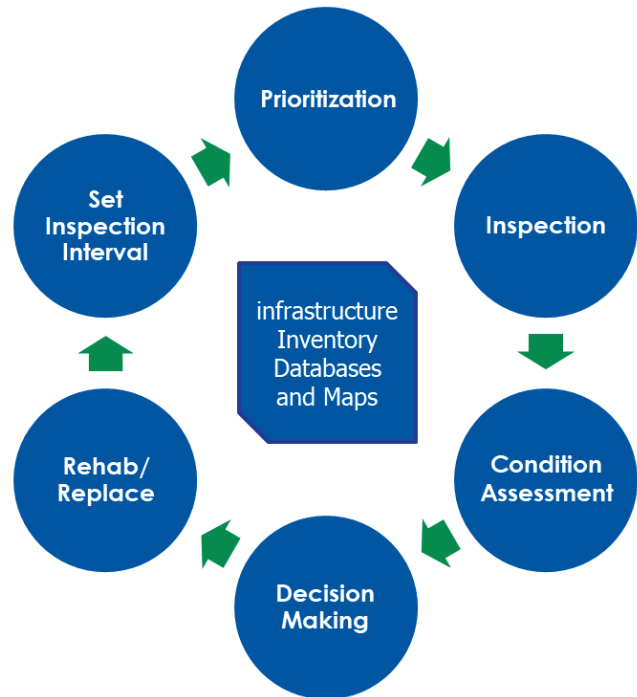 Prioritization
Inspection
Condition
Assessment
Decision
Making
Rehab/
Replace
Set
Inspection
Interval
infrastructure
Inventory
Databases
and Maps